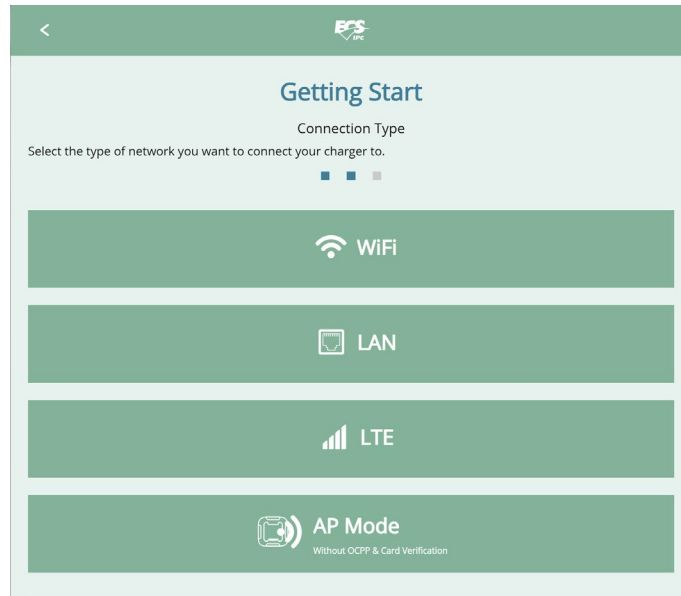 ECS
IPC
Getting Start
Connection Type
Select the type of network you want to connect your charger to.
WiFi
LAN
LTE
AP Mode
Without OCPP & Card Verification